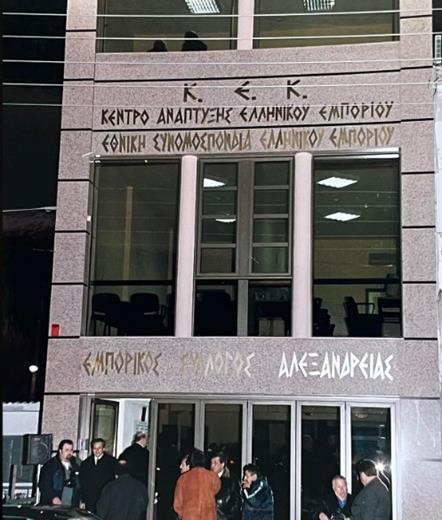 Κ. Ε. Κ.
ΚΕΝΤΡΟ ΑΝΑΠΤΥΞΗΣ ΕΛΛΗΝΙΚΟΥ ΕΜΠΟΡΙΟΥ
ΕΘΝΙΚΗ ΣΥΝΟΜΟΣΠΟΝΔΙΑ ΕΛΛΗΝΙΚΟΥ ΕΜΠΟΡΙΟΥ
ΕΜΠΟΡΙΚΟΣ ΣΥΛΛΟΓΟΣ ΑΛΕΞΑΝΔΡΕΙΑΣ